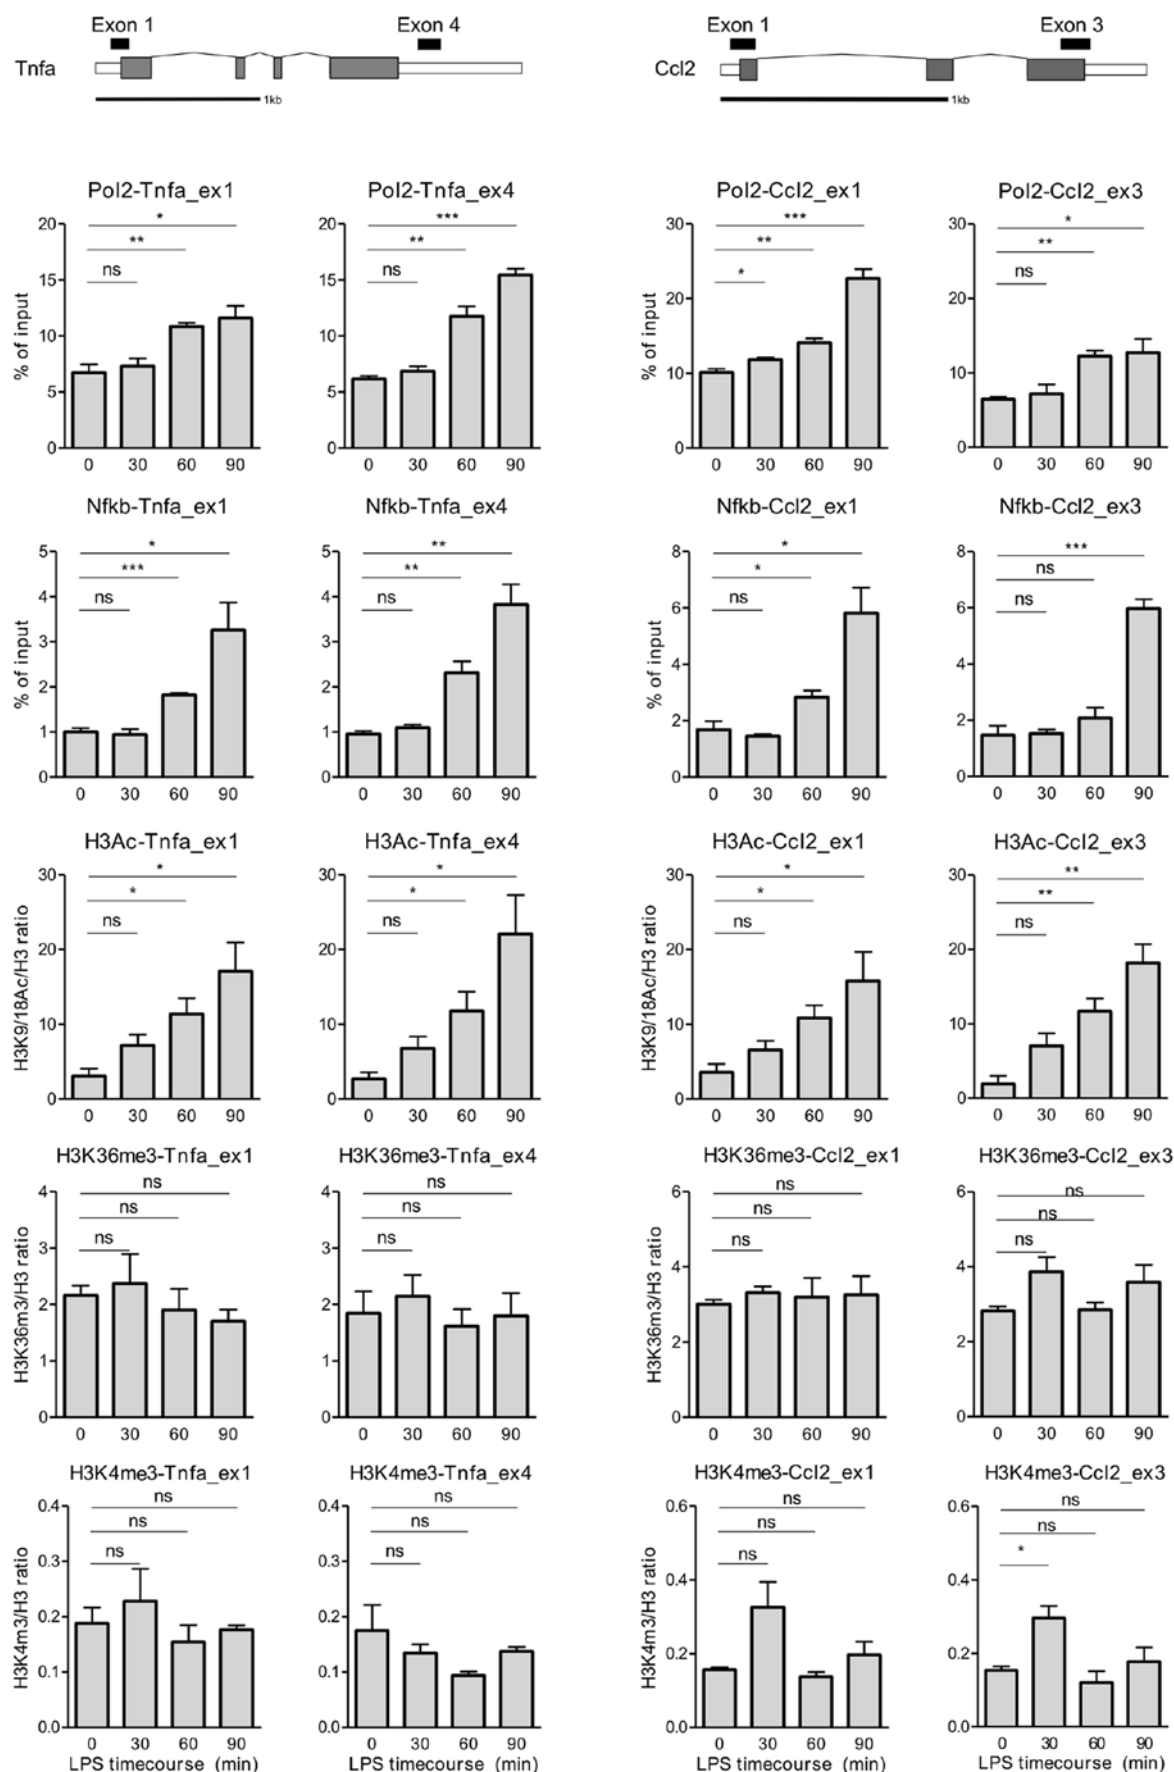 Exon 1 Exon 4 Exon 1 Exon 3
Tnfa Ccl2
1kb 1kb
Pol2-Tnfa_ex1 Pol2-Tnfa_ex4 Pol2-Ccl2_ex1 Pol2-Ccl2_ex3
% of input
20
15
10
5
0
* ** ns
0 30 60 90
20
15
10
5
0
*** ** ns
0 30 60 90
% of input
30
20
10
0
*** ** *
0 30 60 90
30
20
10
0
* ** ns
0 30 60 90
Nfkb-Tnfa_ex1 Nfkb-Tnfa_ex4 Nfkb-Ccl2_ex1 Nfkb-Ccl2_ex3
% of input
5
4
3
2
1
0
* *** ns
0 30 60 90
5
4
3
2
1
0
** ** ns
0 30 60 90
% of input
8
6
4
2
0
* * ns
0 30 60 90
8
6
4
2
0
*** ns ns
0 30 60 90
H3Ac-Tnfa_ex1 H3Ac-Tnfa_ex4 H3Ac-Ccl2_ex1 H3Ac-Ccl2_ex3
H3K9/18Ac/H3 ratio
30
20
10
0
* * ns
0 30 60 90
30
20
10
0
* * ns
0 30 60 90
H3K9/18Ac/H3 ratio
30
20
10
0
* * ns
0 30 60 90
30
20
10
0
** ** ns
0 30 60 90
H3K36me3-Tnfa_ex1 H3K36me3-Tnfa_ex4 H3K36me3-Ccl2_ex1 H3K36me3-Ccl2_ex3
H3K36m3/H3 ratio
4
3
2
1
0
ns ns ns
0 30 60 90
4
3
2
1
0
ns ns ns
0 30 60 90
H3K36m3/H3 ratio
6
4
2
0
ns ns ns
0 30 60 90
6
4
2
0
ns ns ns
0 30 60 90
H3K4me3-Tnfa_ex1 H3K4me3-Tnfa_ex4 H3K4me3-Ccl2_ex1 H3K4me3-Ccl2_ex3
H3K4m3/H3 ratio
0.4
0.3
0.2
0.1
0.0
ns ns ns
0 30 60 90
LPS timecourse (min)
0.4
0.3
0.2
0.1
0.0
ns ns ns
0 30 60 90
LPS timecourse (min)
H3K4m3/H3 ratio
0.6
0.4
0.2
0.0
ns ns ns
0 30 60 90
LPS timecourse (min)
0.6
0.4
0.2
0.0
ns ns *
0 30 60 90
LPS timecourse (min)